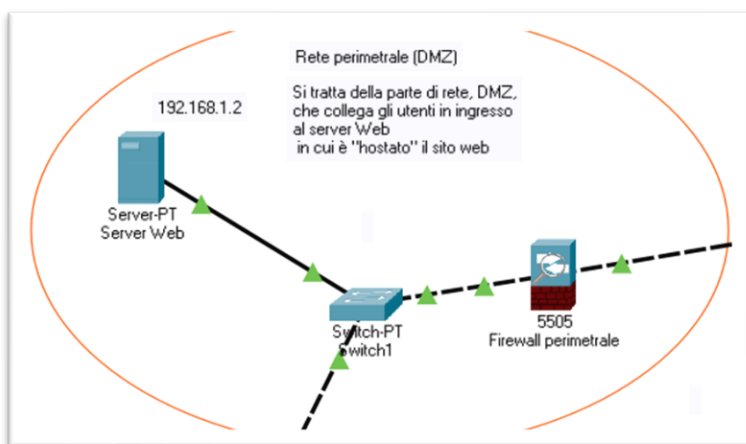 Rete perimetrale (DMZ)
192.168.1.2
Si tratta della parte di rete, DMZ,
che collega gli utenti in ingresso
al server Web
in cui è "hostato" il sito web
Server-PT
Server Web
Switch-PT
Switch1
5505
Firewall perimetrale